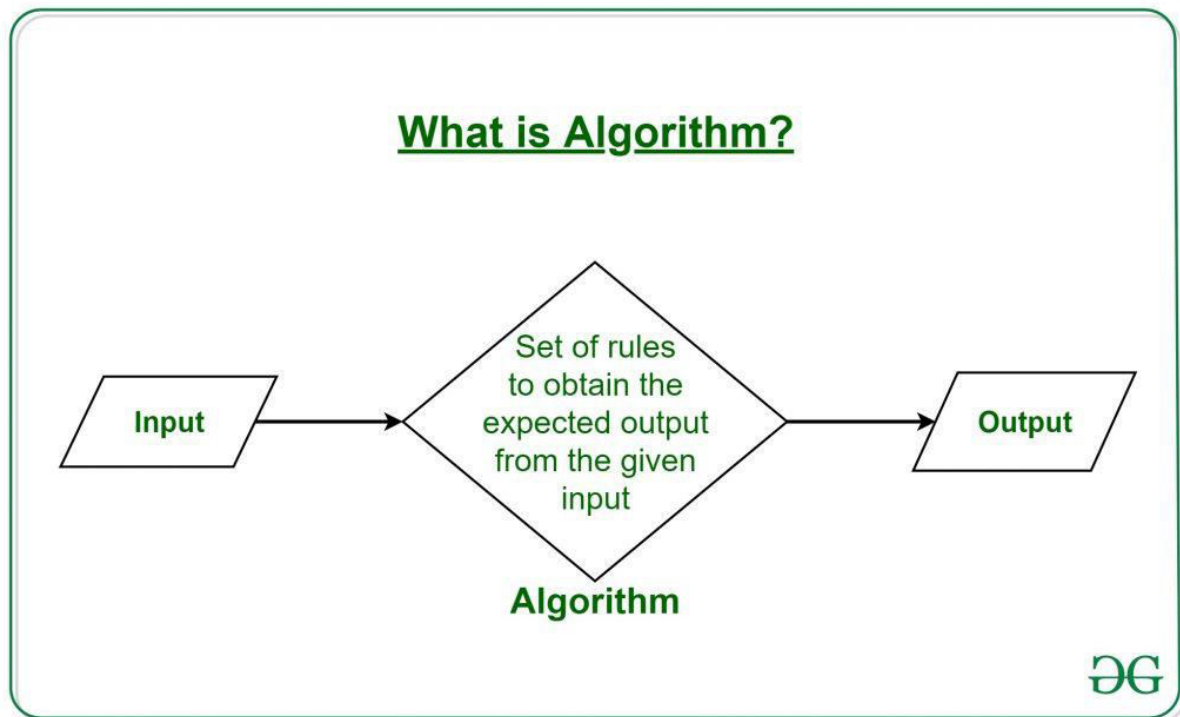 What is Algorithm?
Input
Set of rules
to obtain the
expected output
from the given
input
Output
Algorithm